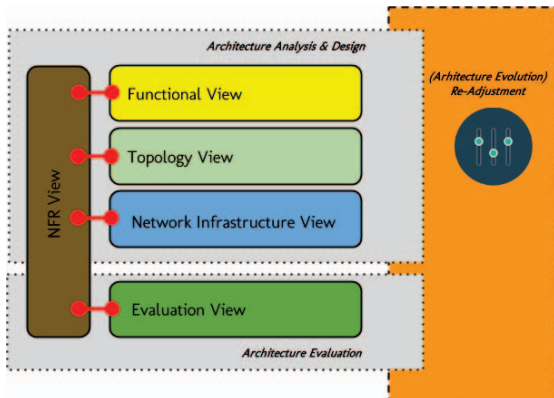 Architecture Analysis & Design
Functional View
Topology View
Network Infrastructure View
NFR View
Evaluation View
Architecture Evaluation
(Arhitecture Evolution)
Re-Adjustment